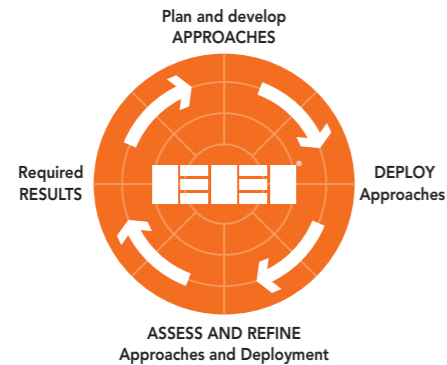 Plan and develop
APPROACHES
Required
RESULTS
DEPLOY
Approaches
®
ASSESS AND REFINE
Approaches and Deployment